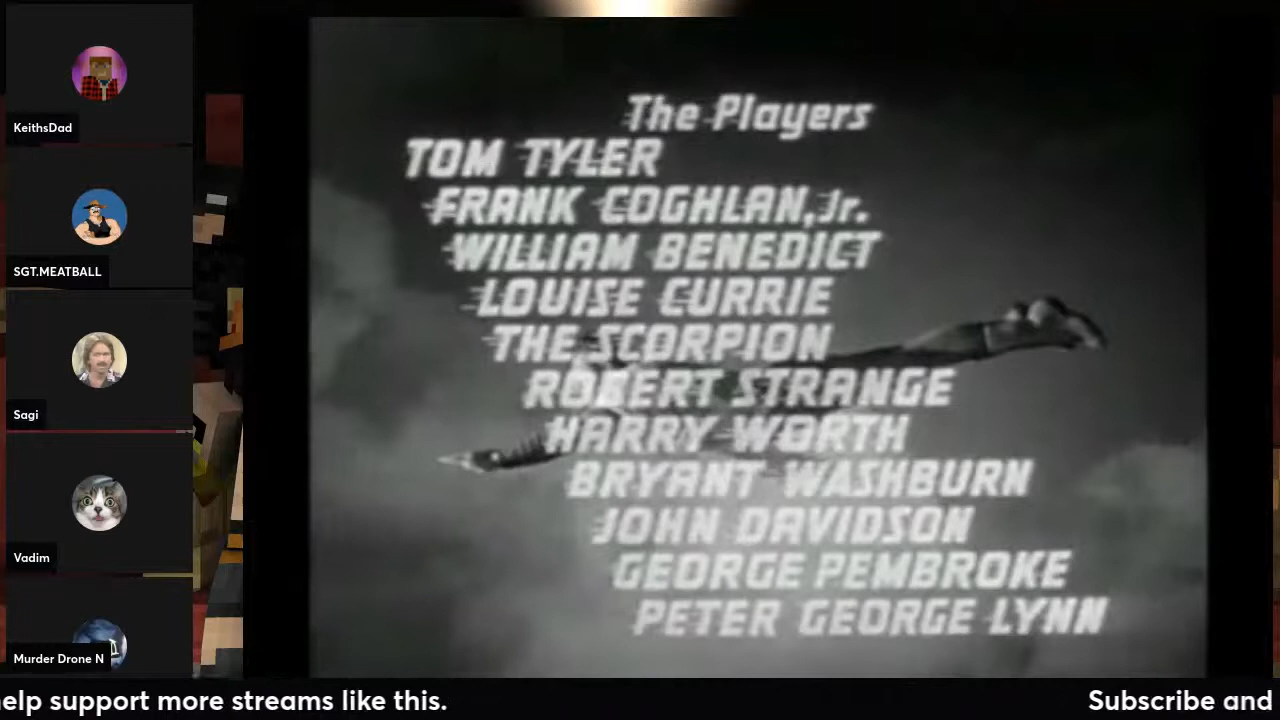 KeithsDad
SGT.MEATBALL
Sagi
Vadim
Murder Drone N
The Players
TOM TYLER
FRANK COGHLAN, Jr.
WILLIAM BENEDICT
LOUISE CURRIE
THE SCORPION
ROBERT STRANGE
HARRY WORTH
BRYANT WASHBURN
JOHN DAVIDSON
GEORGE PEMBROKE
PETER GEORGE LYNN
elp support more streams like this.
Subscribe and